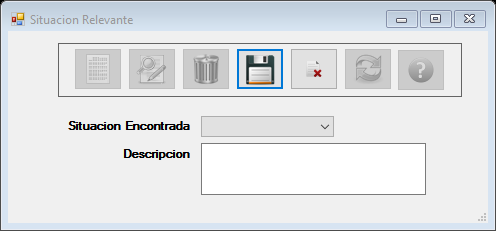 Situacion Relevante
Situacion Encontrada
Descripcion